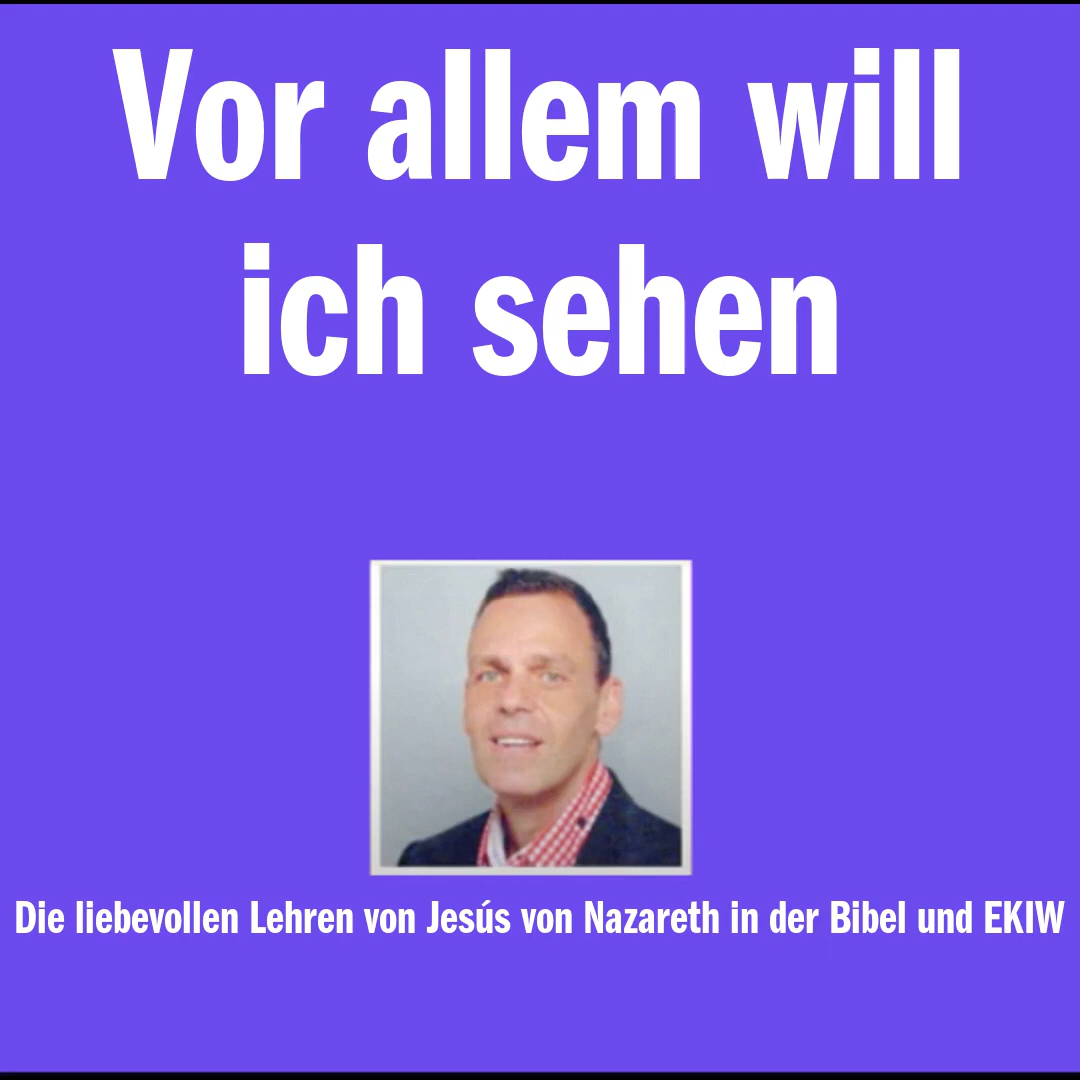 Vor allem will
ich sehen
Die liebevollen Lehren von Jesús von Nazareth in der Bibel und EKIW